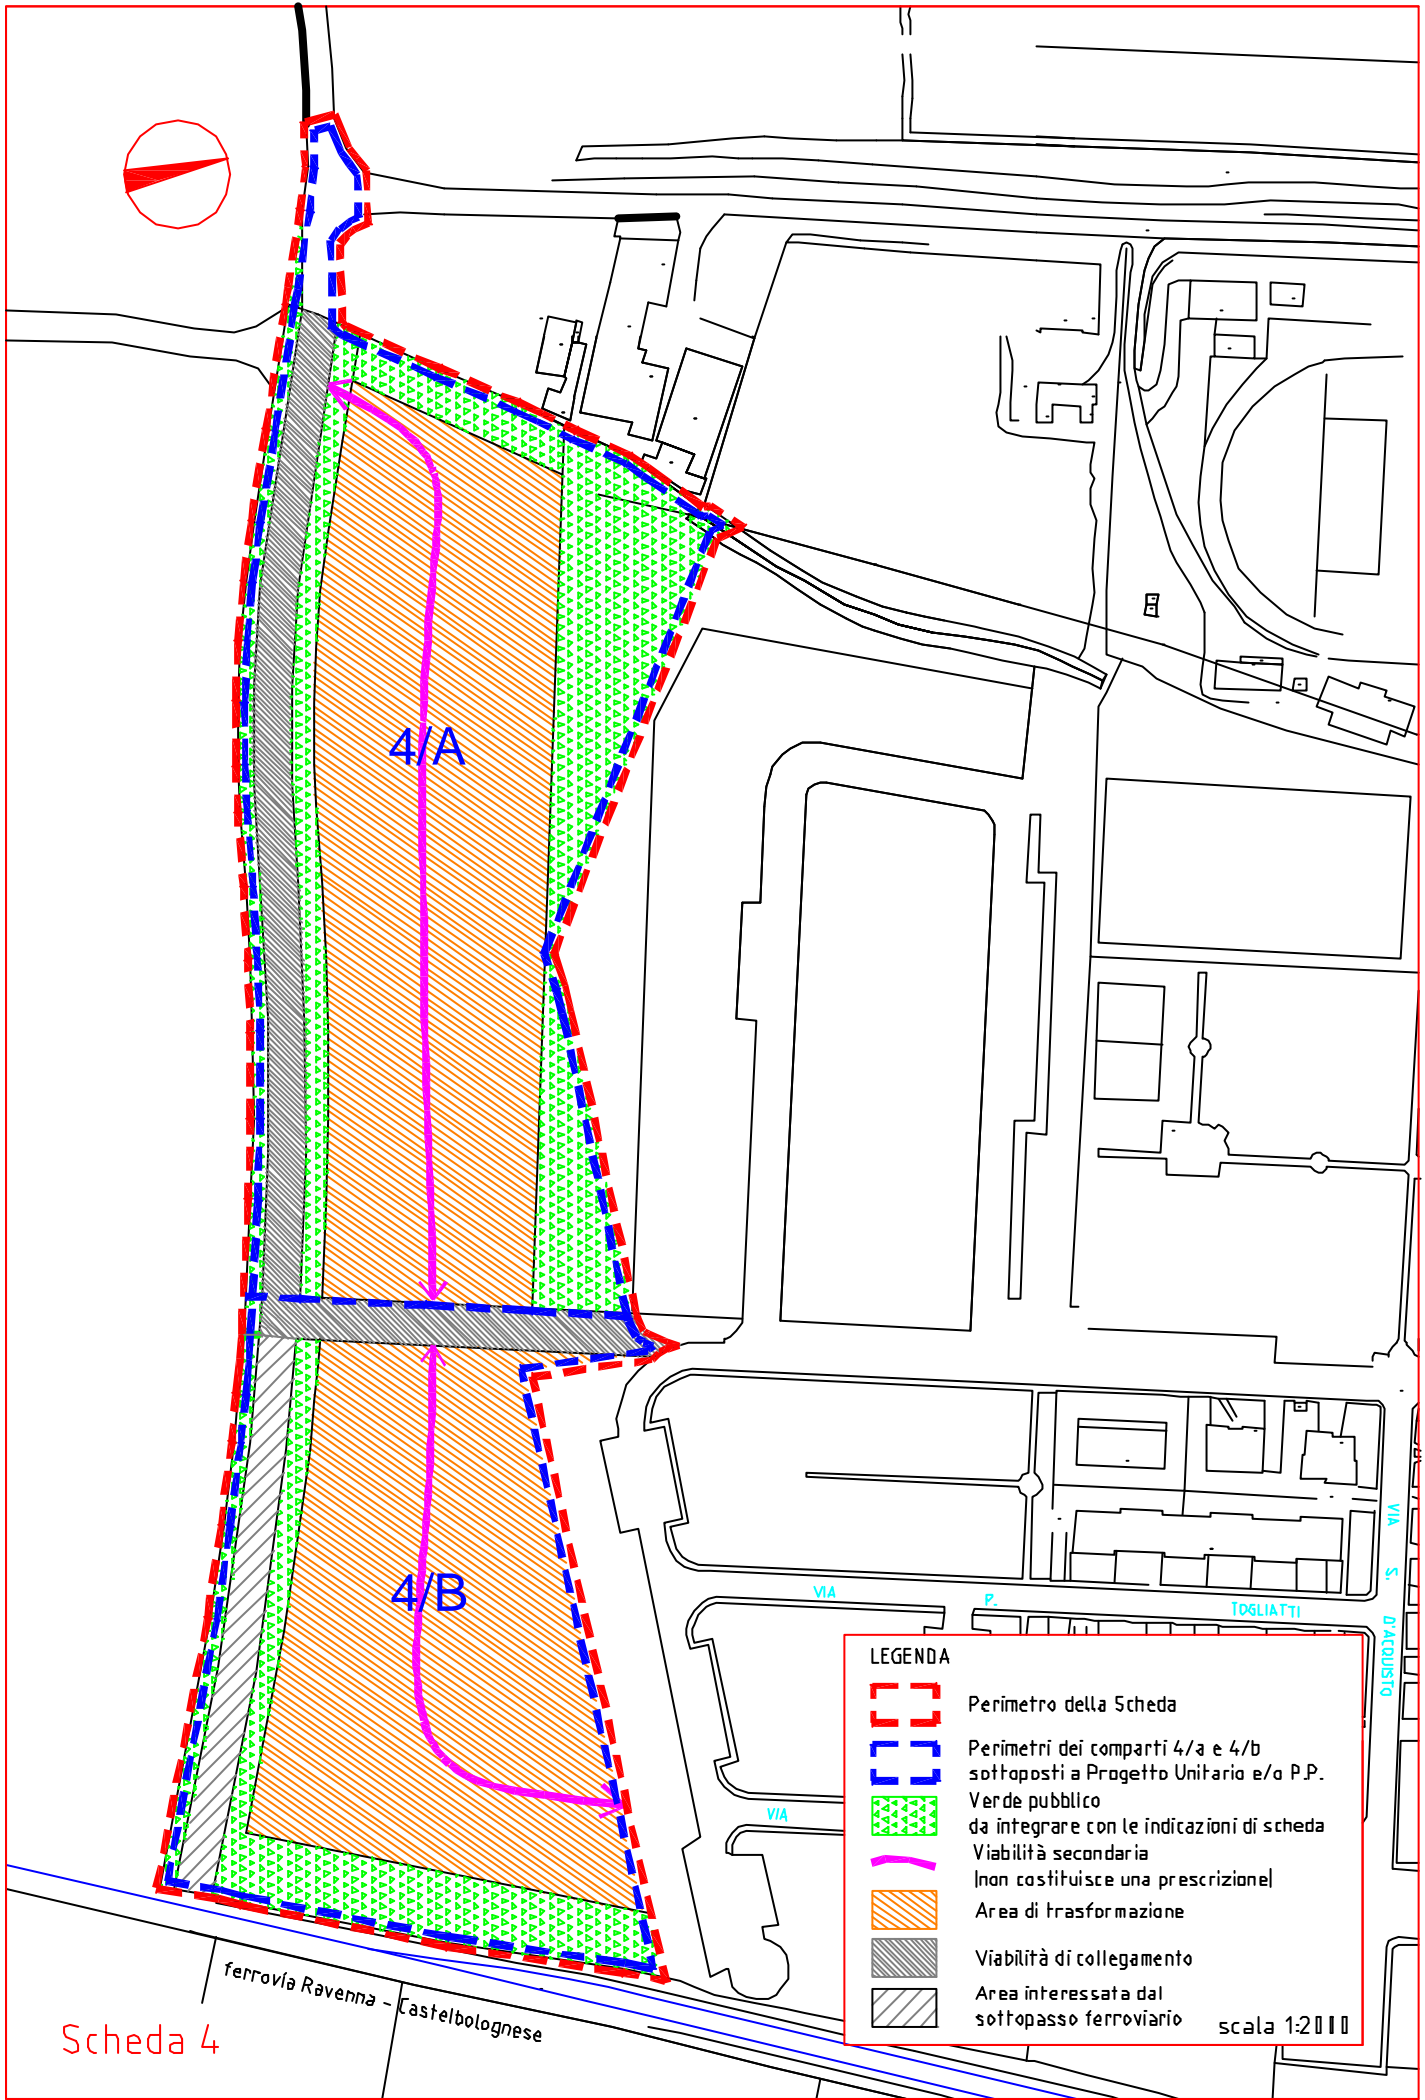 4/A
4/B
VIA S. D'ACQUISTO
VIA P. TOGLIATTI
VIA
LEGENDA
Perimetro della Scheda
Perimetri dei comparti 4/a e 4/b
sottoposti a Progetto Unitario e/o P.P.
Verde pubblico
da integrare con le indicazioni di scheda
Viabilità secondaria
(non costituisce una prescrizione)
Area di trasformazione
Viabilità di collegamento
Area interessata dal
sottopasso ferroviario
scala 1:2000
ferrovia Ravenna - Castelbolognese
Scheda 4